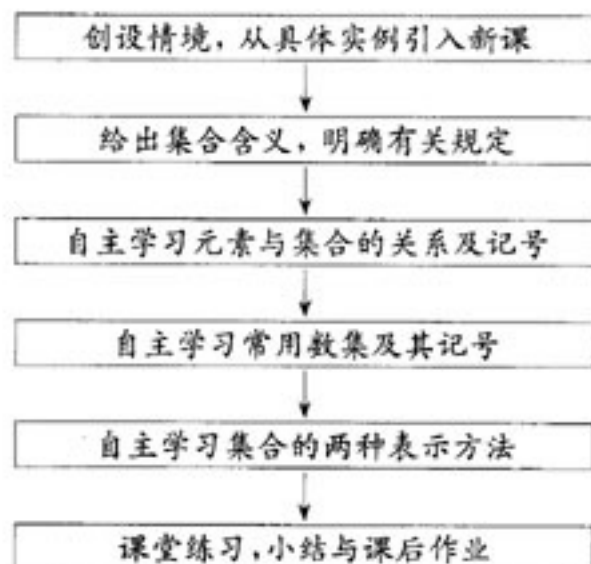 创设情境,从具体实例引入新课
给出集合含义,明确有关规定
自主学习元素与集合的关系及记号
自主学习常用数集及其记号
自主学习集合的两种表示方法
课堂练习,小结与课后作业